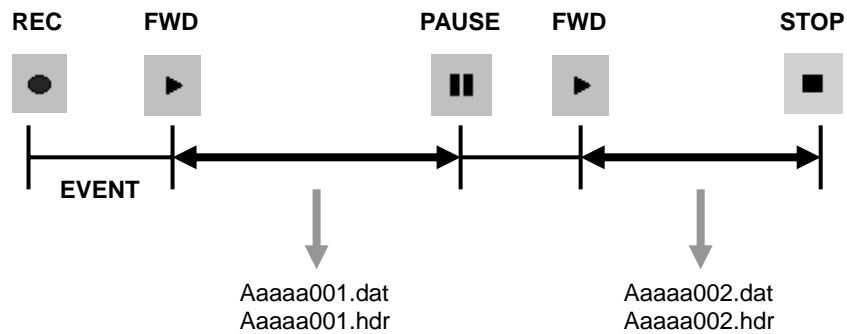 REC FWD PAUSE FWD STOP
EVENT
Aaaaa001.dat
Aaaaa001.hdr
Aaaaa002.dat
Aaaaa002.hdr